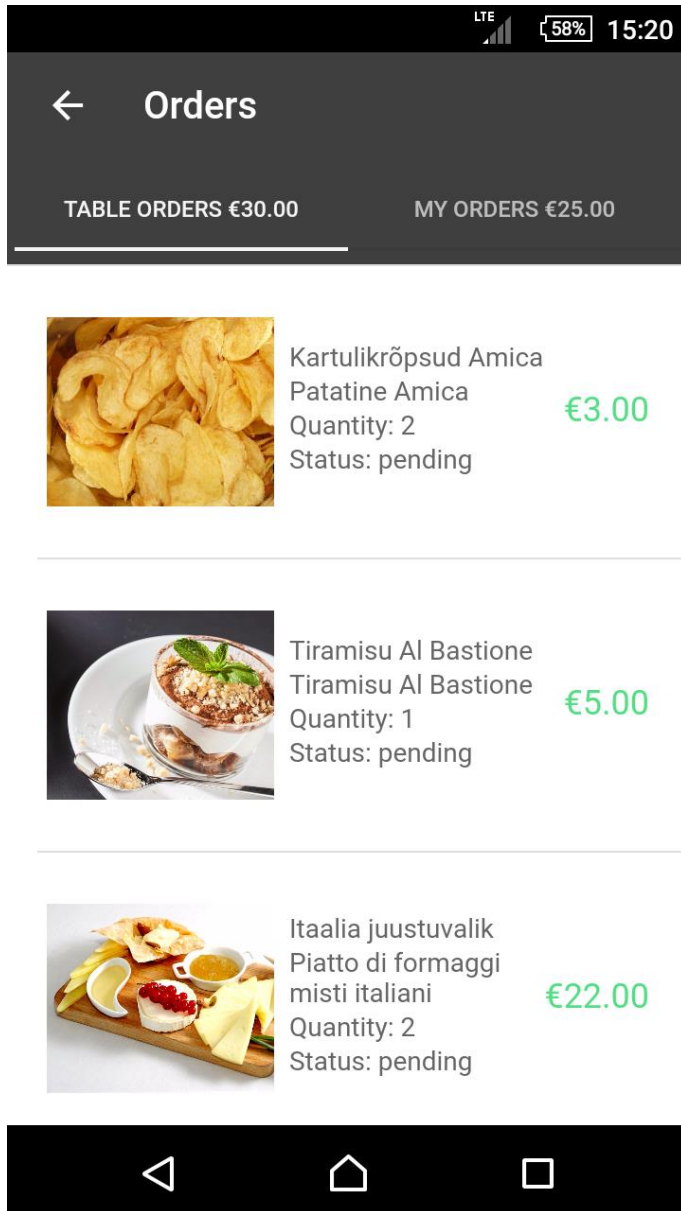 LTE
58%
15:20
Orders
TABLE ORDERS €30.00
MY ORDERS €25.00
Kartulikrõpsud Amica
Patatine Amica
Quantity: 2
Status: pending
€3.00
Tiramisu Al Bastione
Tiramisu Al Bastione
Quantity: 1
Status: pending
€5.00
Itaalia juustuvalik
Piatto di formaggi
misti italiani
Quantity: 2
Status: pending
€22.00